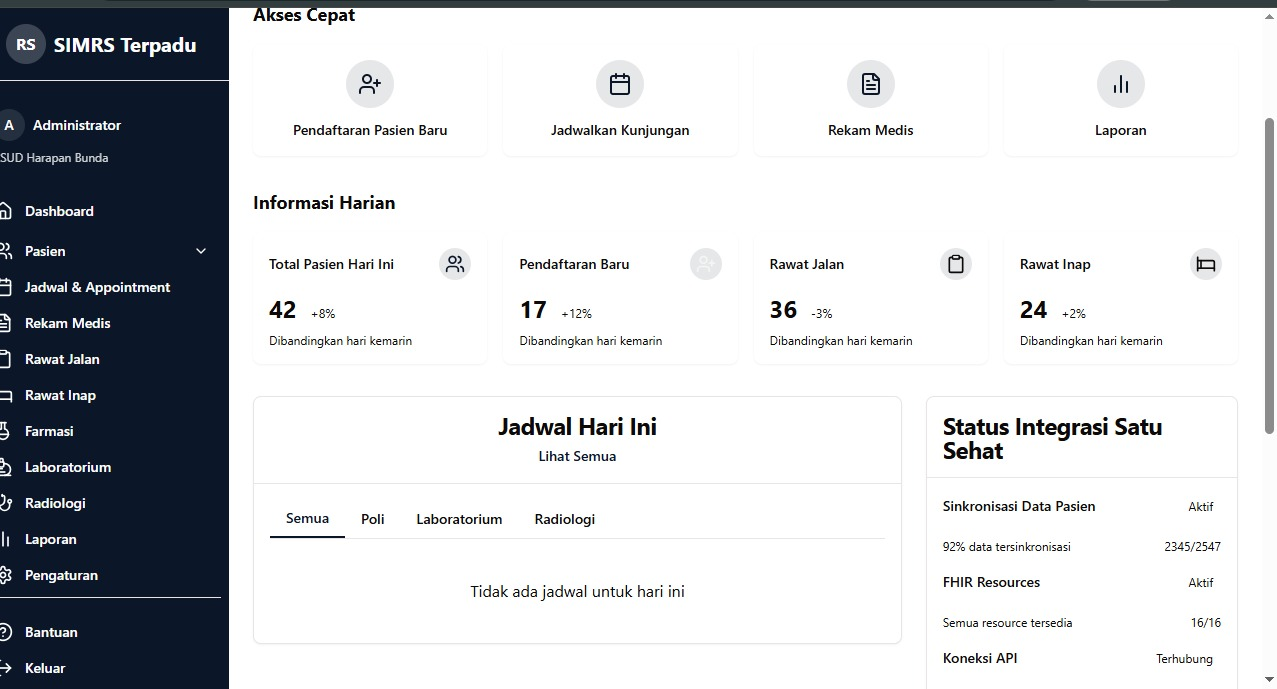 RS SIMRS Terpadu
A Administrator
SUD Harapan Bunda
Dashboard
Pasien
Jadwal & Appointment
Rekam Medis
Rawat Jalan
Rawat Inap
Farmasi
Laboratorium
Radiologi
Laporan
Pengaturan
Bantuan
Keluar
Akses Cepat
Pendaftaran Pasien Baru
Jadwalkan Kunjungan
Rekam Medis
Laporan
Informasi Harian
Total Pasien Hari Ini
42 +8%
Dibandingkan hari kemarin
Pendaftaran Baru
17 +12%
Dibandingkan hari kemarin
Rawat Jalan
36 -3%
Dibandingkan hari kemarin
Rawat Inap
24 +2%
Dibandingkan hari kemarin
Jadwal Hari Ini
Lihat Semua
Semua Poli Laboratorium Radiologi
Tidak ada jadwal untuk hari ini
Status Integrasi Satu
Sehat
Sinkronisasi Data Pasien Aktif
92% data tersinkronisasi 2345/2547
FHIR Resources Aktif
Semua resource tersedia 16/16
Koneksi API Terhubung